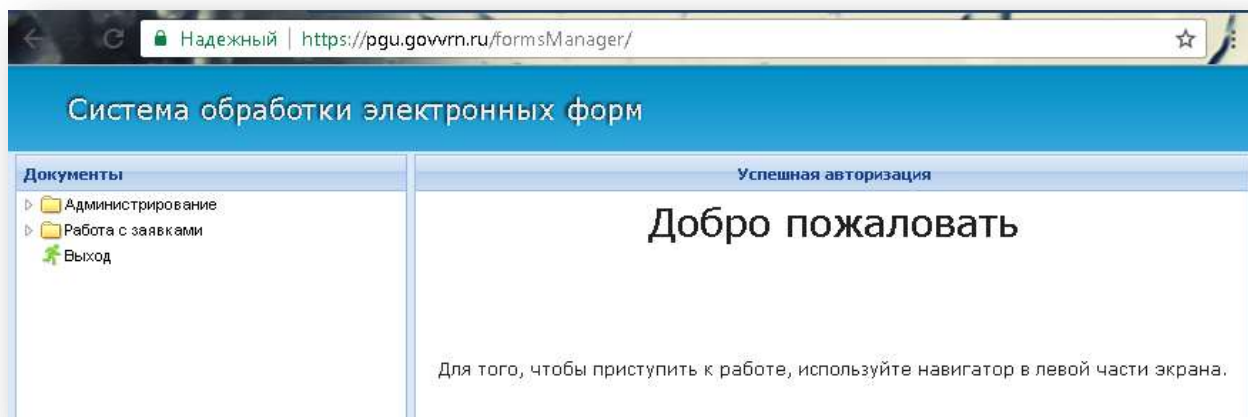 Надежный | https://pgu.govvrn.ru/formsManager/
Система обработки электронных форм
Документы
Успешная авторизация
Администрирование
Работа с заявками
Выход
Добро пожаловать
Для того, чтобы приступить к работе, используйте навигатор в левой части экрана.